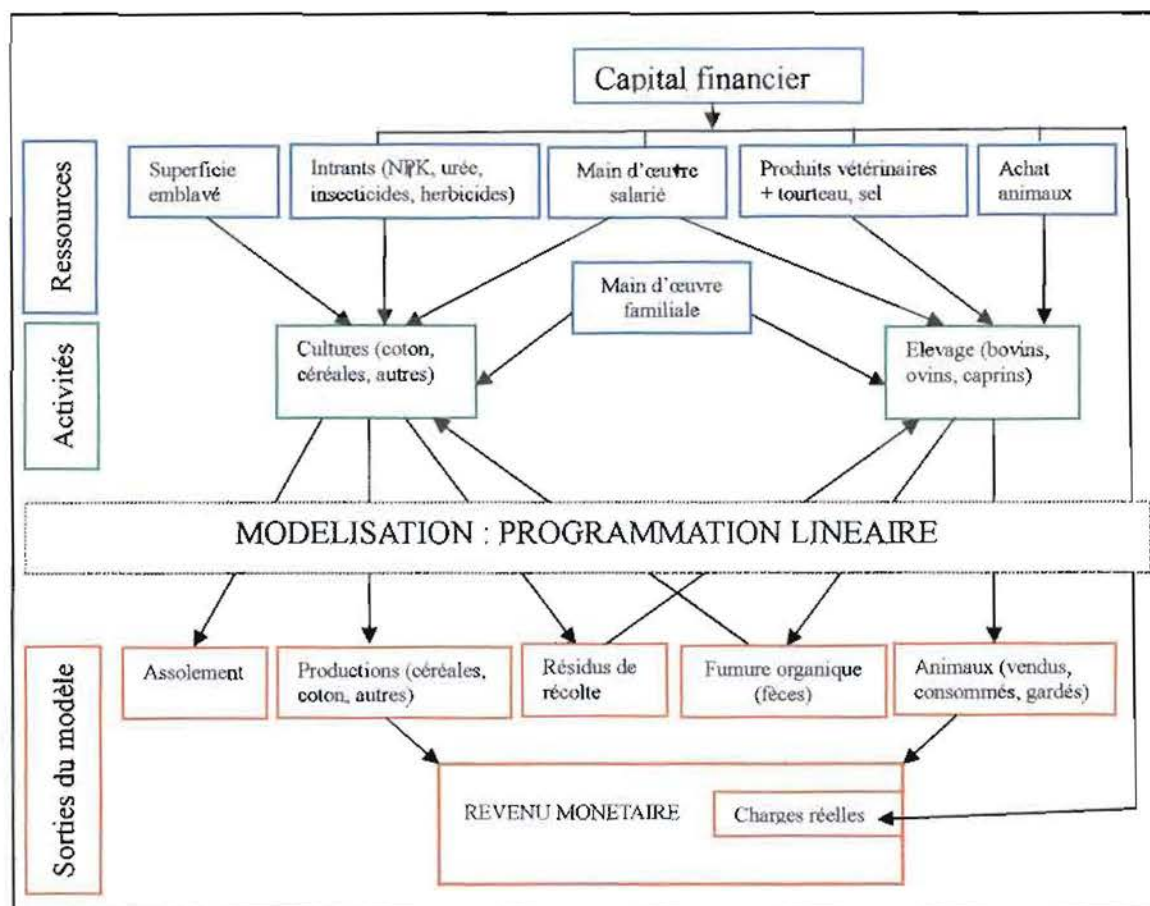 Capital financier
Ressources
Superficie
emblavé
Intrants (NPK, urée,
insecticides, herbicides)
Main d'œuvre
salarié
Produits vétérinaires
+ tourteau, sel
Achat
animaux
Main d'œuvre
familiale
Activités
Cultures (coton,
céréales, autres)
Elevage (bovins,
ovins, caprins)
MODELISATION : PROGRAMMATION LINEAIRE
Sorties du modèle
Assolement
Productions (céréales,
coton, autres)
Résidus de
récolte
Fumure organique
(fèces)
Animaux (vendus,
consommés, gardés)
REVENU MONETAIRE
Charges réelles